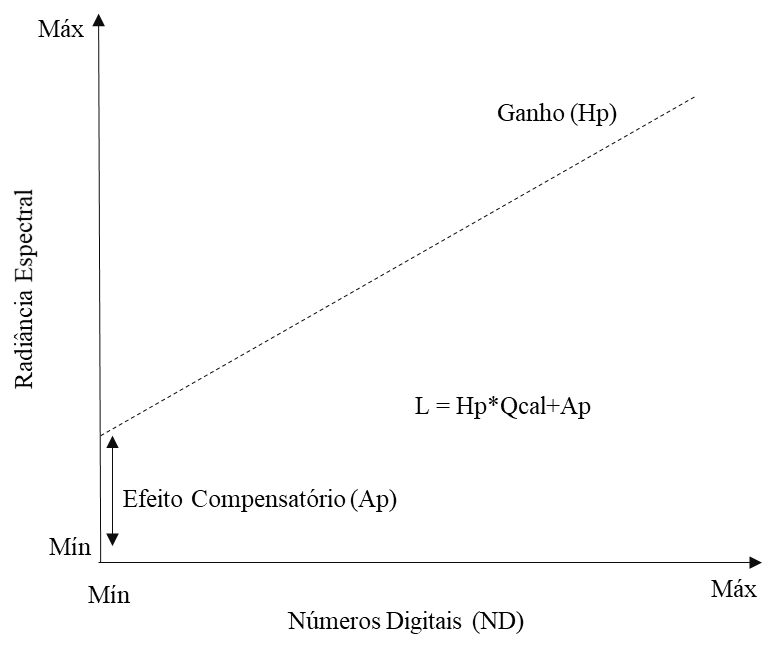 Máx
Ganho (Hp)
Radiância Espectral
L = Hp*Qcal+Ap
Efeito Compensatório (Ap)
Mín
Mín
Máx
Números Digitais (ND)